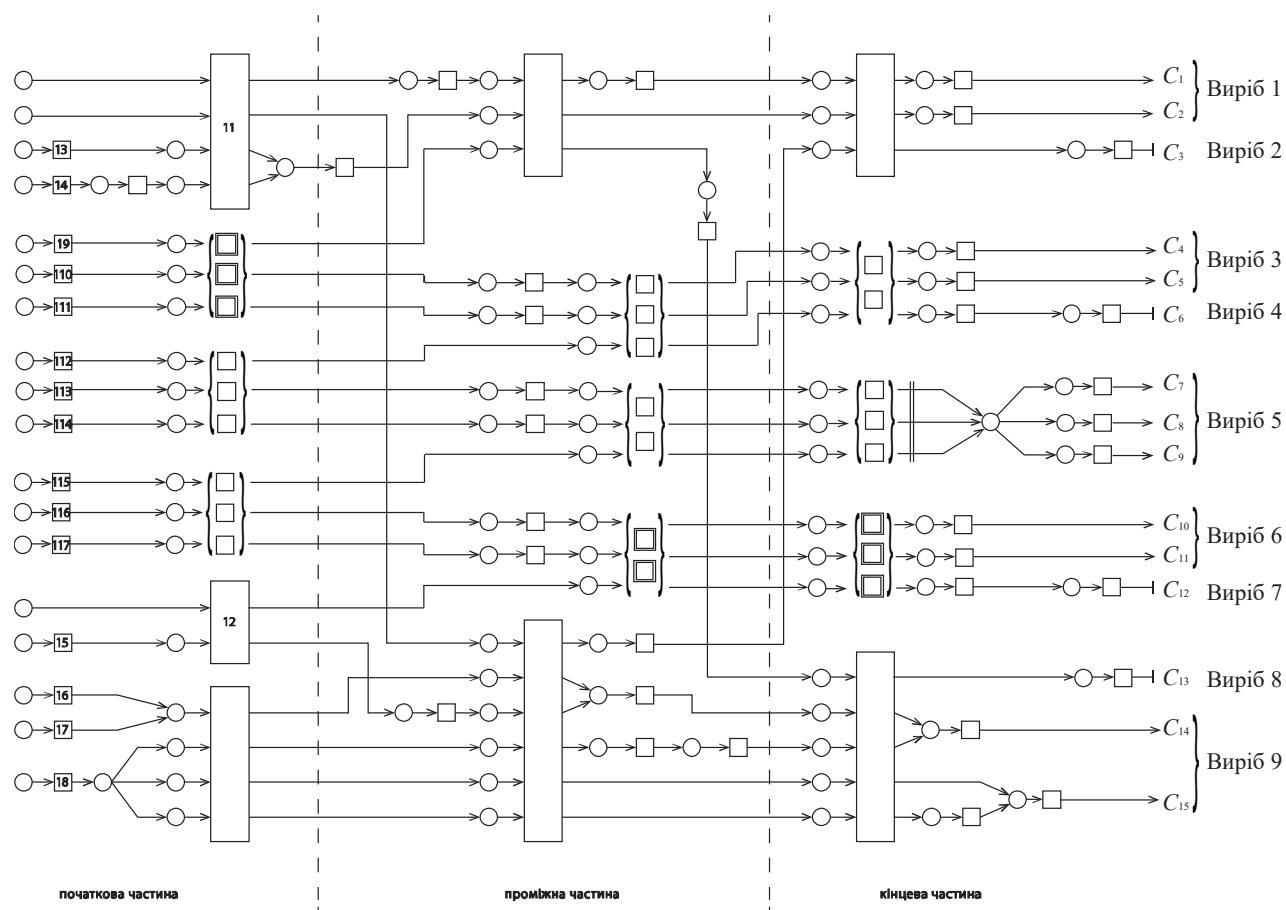 C1
Виріб 1
11
C2
13
C3 Виріб 2
14
19
C4
Виріб 3
110
C5
111
C6 Виріб 4
112
C7
113
C8 Виріб 5
114
C9
115
116
C10
Виріб 6
117
C11
C12 Виріб 7
12
15
16
C13 Виріб 8
17
C14
Виріб 9
18
C15
початкова частина
проміжна частина
кінцева частина